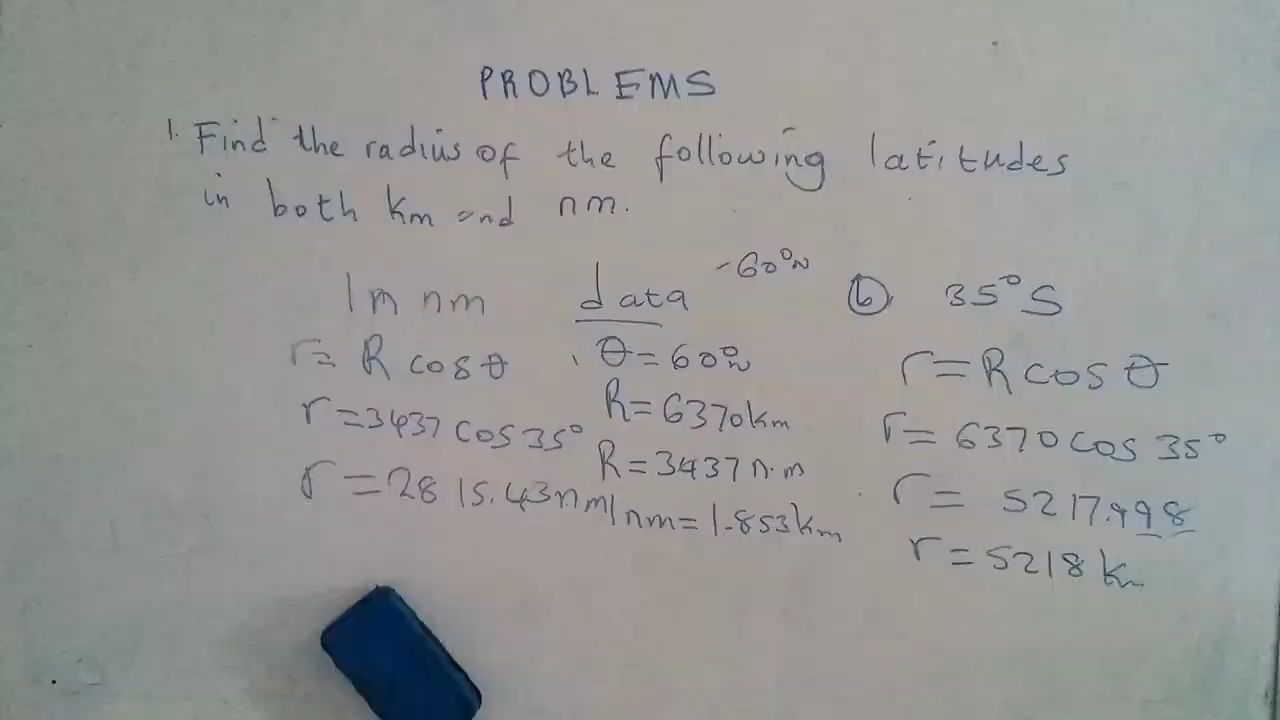 PROBLEMS
1. Find the radius of the following latitudes
in both km and nm.
In nm
r= R cos θ
r=3437 cos 35°
r=2815.43nm
data
-60°N
θ=60°N
R=6370km
R=3437 n.m
1nm=1.853km
(b) 35°S
r=R cos θ
r=6370 cos 35°
r= 5217.998
r=5218 km